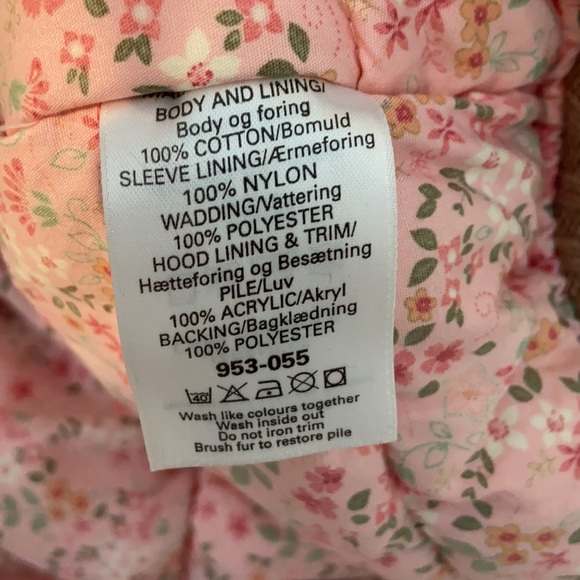 BODY AND LINING/
Body og foring
100% COTTON/Bomuld
SLEEVE LINING/Ærmeforing
100% NYLON
WADDING/Vattering
100% POLYESTER
HOOD LINING & TRIM/
Hætteforing og Besætning
PILE/Luv
100% ACRYLIC/Akryl
BACKING/Bagklædning
100% POLYESTER
953-055
40
Wash like colours together
Wash inside out
Do not iron trim
Brush fur to restore pile